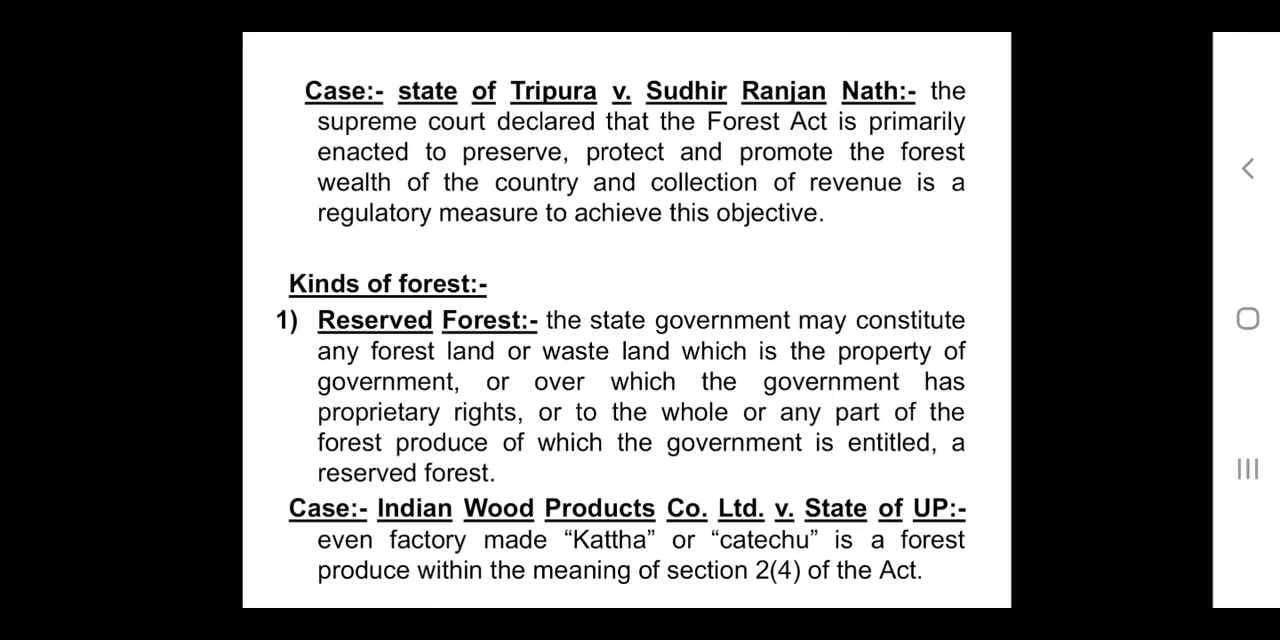 Case:- state of Tripura v. Sudhir Ranjan Nath:- the
supreme court declared that the Forest Act is primarily
enacted to preserve, protect and promote the forest
wealth of the country and collection of revenue is a
regulatory measure to achieve this objective.
Kinds of forest:-
1) Reserved Forest:- the state government may constitute
any forest land or waste land which is the property of
government, or over which the government has
proprietary rights, or to the whole or any part of the
forest produce of which the government is entitled, a
reserved forest.
Case:- Indian Wood Products Co. Ltd. v. State of UP:-
even factory made “Kattha” or “catechu” is a forest
produce within the meaning of section 2(4) of the Act.